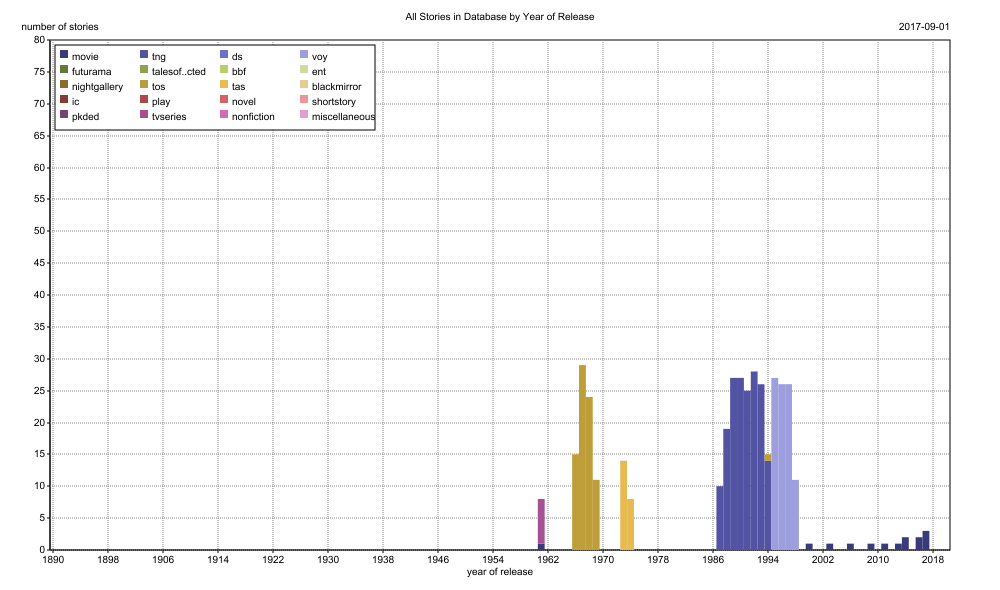 All Stories in Database by Year of Release
number of stories
2017-09-01
movie tng ds voy
futurama talesof..cted bbf ent
nightgallery tos tas blackmirror
ic play novel shortstory
pkded tvseries nonfiction miscellaneous
80
75
70
65
60
55
50
45
40
35
30
25
20
15
10
5
0
1890 1898 1906 1914 1922 1930 1938 1946 1954 1962 1970 1978 1986 1994 2002 2010 2018
year of release